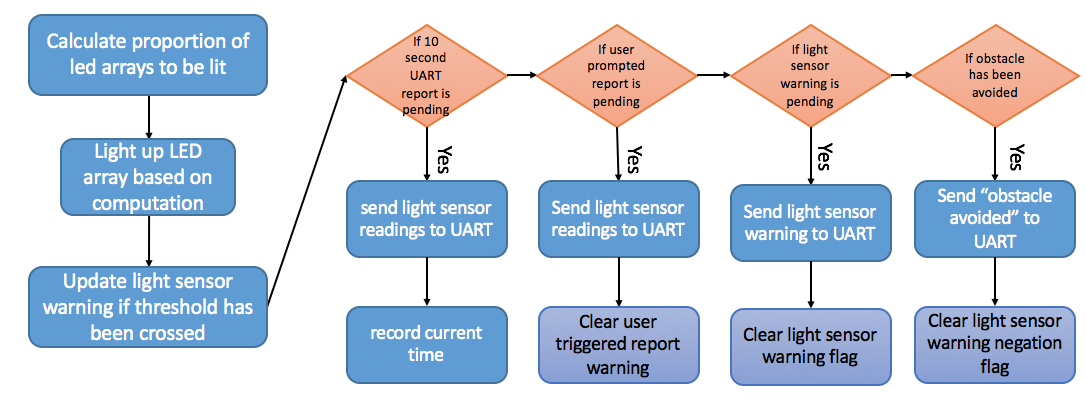 Calculate proportion of
led arrays to be lit
Light up LED
array based on
computation
Update light sensor
warning if threshold has
been crossed
If 10
second
UART
report is
pending
Yes
send light sensor
readings to UART
record current
time
If user
prompted
report is
pending
Yes
Send light sensor
readings to UART
Clear user
triggered report
warning
If light
sensor
warning is
pending
Yes
Send light sensor
warning to UART
Clear light sensor
warning flag
If obstacle
has been
avoided
Yes
Send “obstacle
avoided” to
UART
Clear light sensor
warning negation
flag